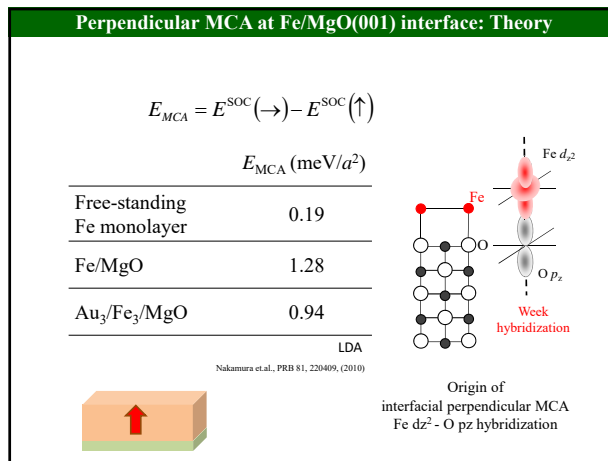 Perpendicular MCA at Fe/MgO(001) interface: Theory
E_MCA = E^SOC(→) − E^SOC(↑)
E_MCA (meV/a²)
Free-standing
Fe monolayer 0.19
Fe/MgO 1.28
Au₃/Fe₃/MgO 0.94
LDA
Nakamura et.al., PRB 81, 220409, (2010)
Fe d_z²
Fe
O
O p_z
Week
hybridization
Origin of
interfacial perpendicular MCA
Fe dz² - O pz hybridization